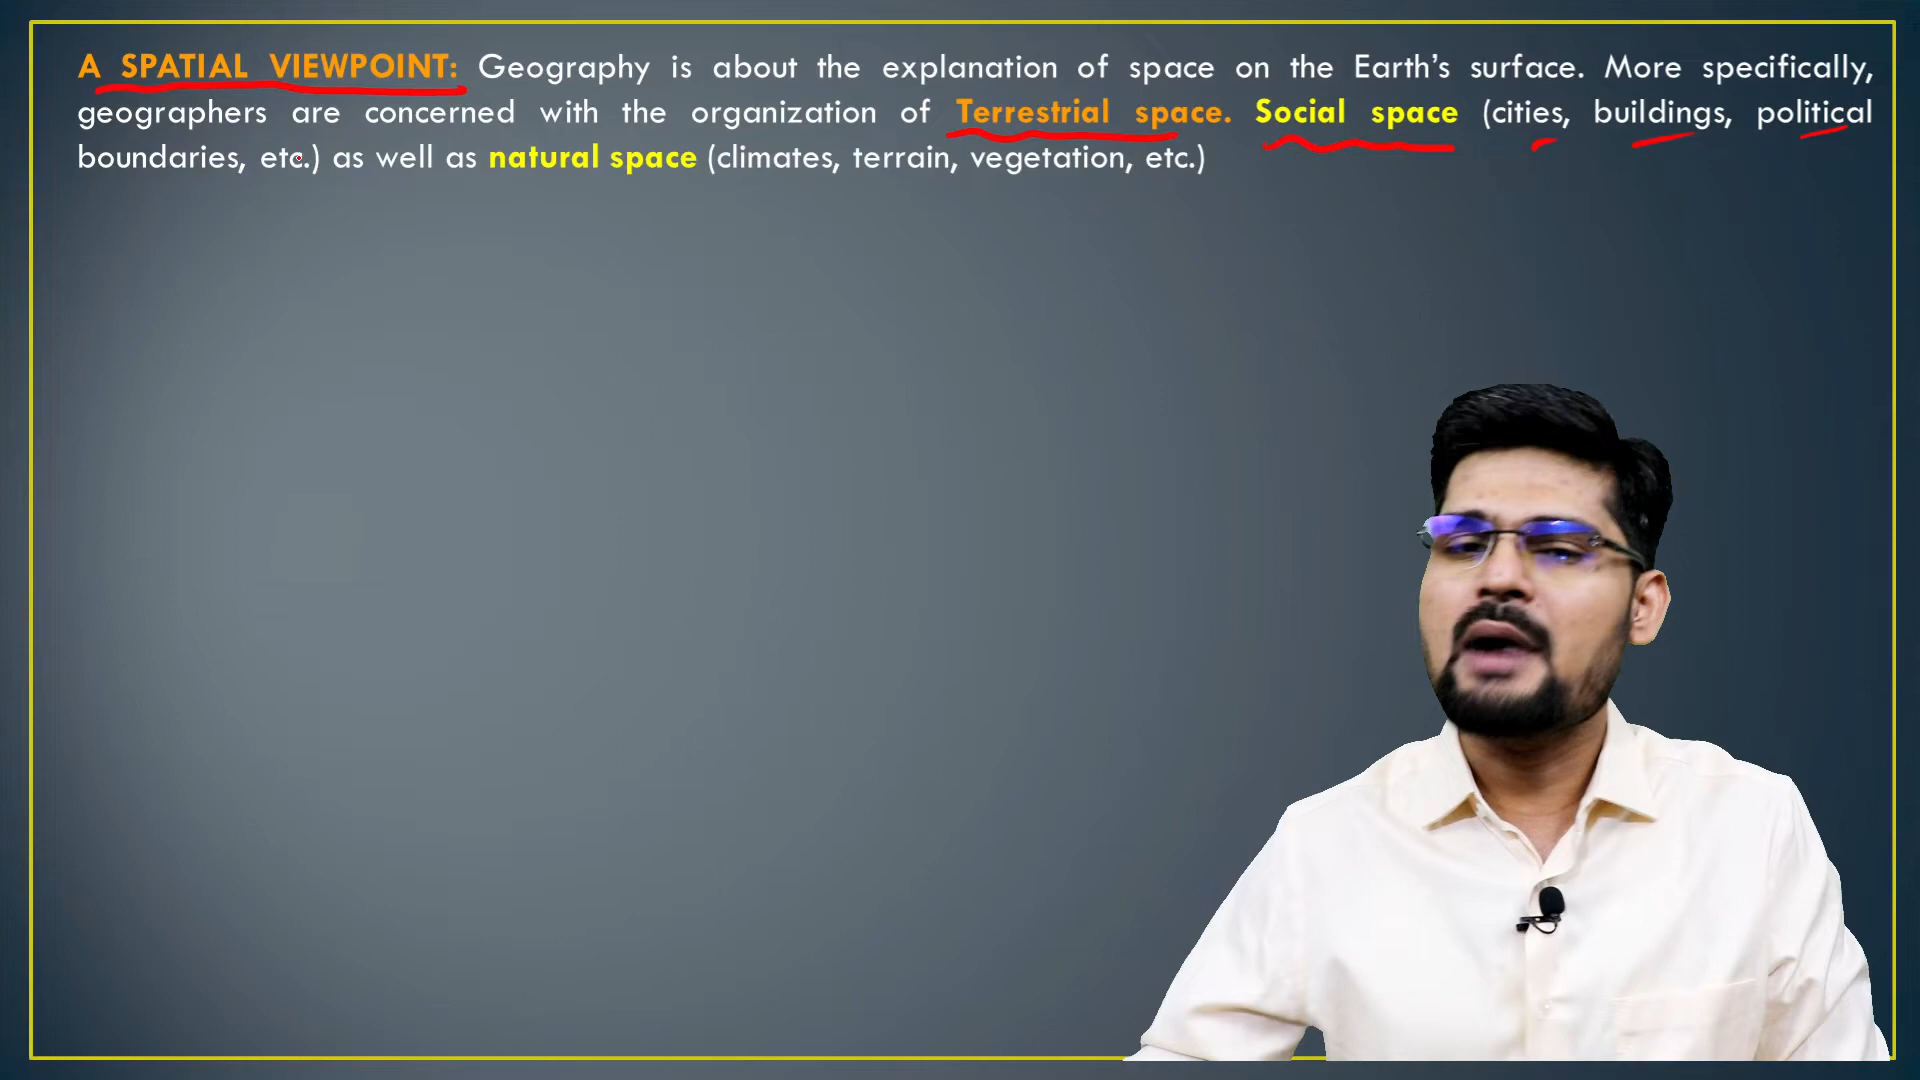 A SPATIAL VIEWPOINT: Geography is about the explanation of space on the Earth’s surface. More specifically,
geographers are concerned with the organization of Terrestrial space. Social space (cities, buildings, political
boundaries, etc.) as well as natural space (climates, terrain, vegetation, etc.)